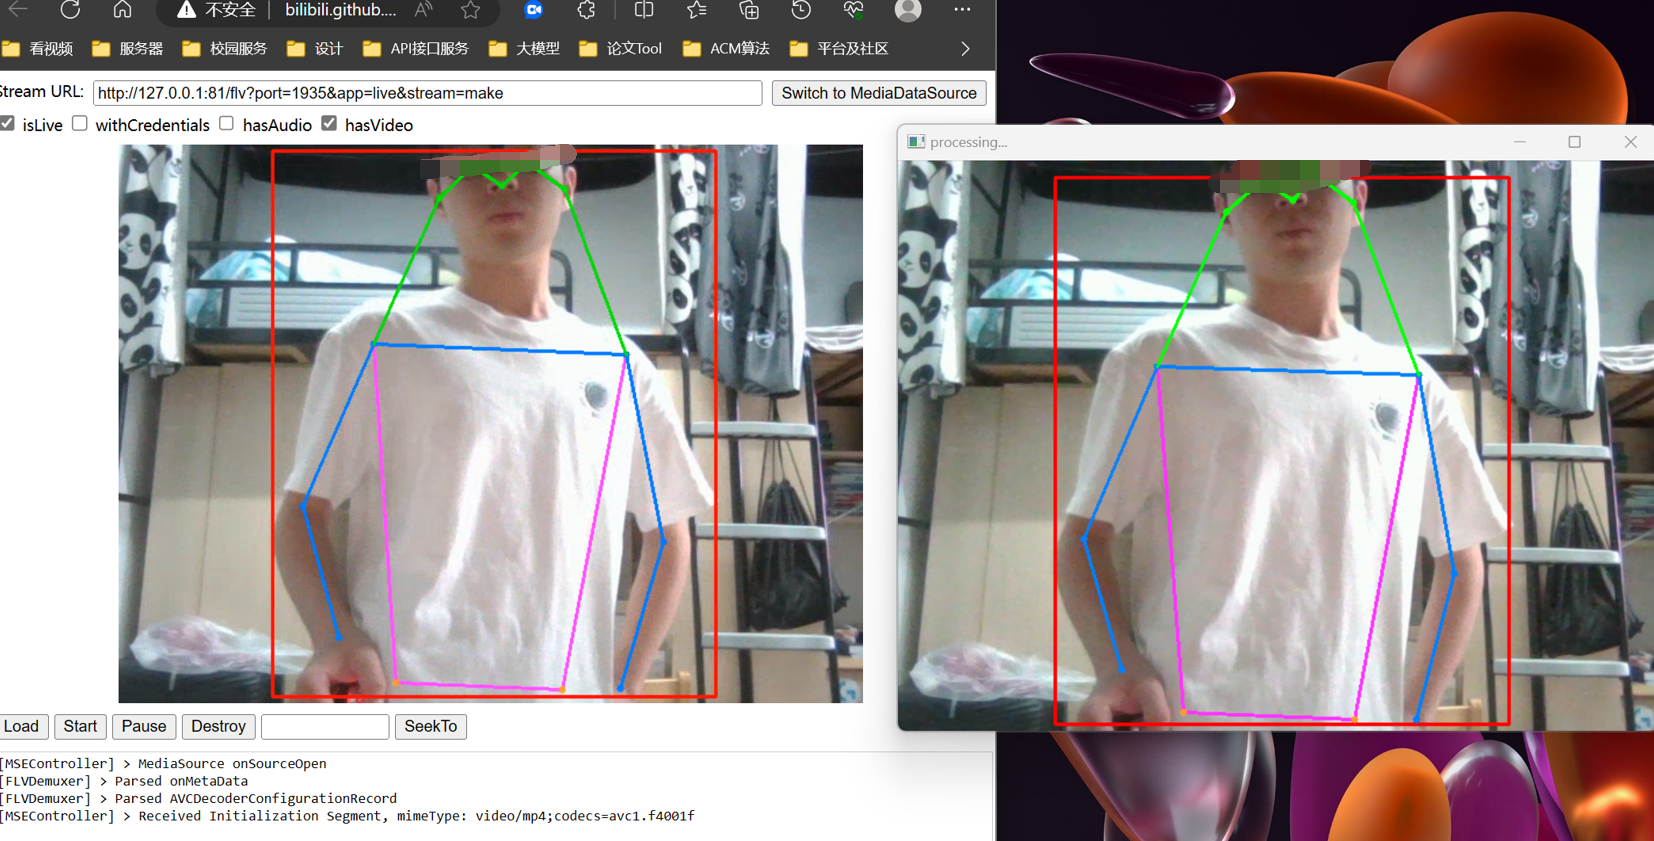 不安全 bilibili.github....
看视频 服务器 校园服务 设计 API接口服务 大模型 论文Tool ACM算法 平台及社区
Stream URL: http://127.0.0.1:81/flv?port=1935&app=live&stream=make Switch to MediaDataSource
isLive withCredentials hasAudio hasVideo
processing...
Load Start Pause Destroy SeekTo
[MSEController] > MediaSource onSourceOpen
[FLVDemuxer] > Parsed onMetaData
[FLVDemuxer] > Parsed AVCDecoderConfigurationRecord
[MSEController] > Received Initialization Segment, mimeType: video/mp4;codecs=avc1.f4001f